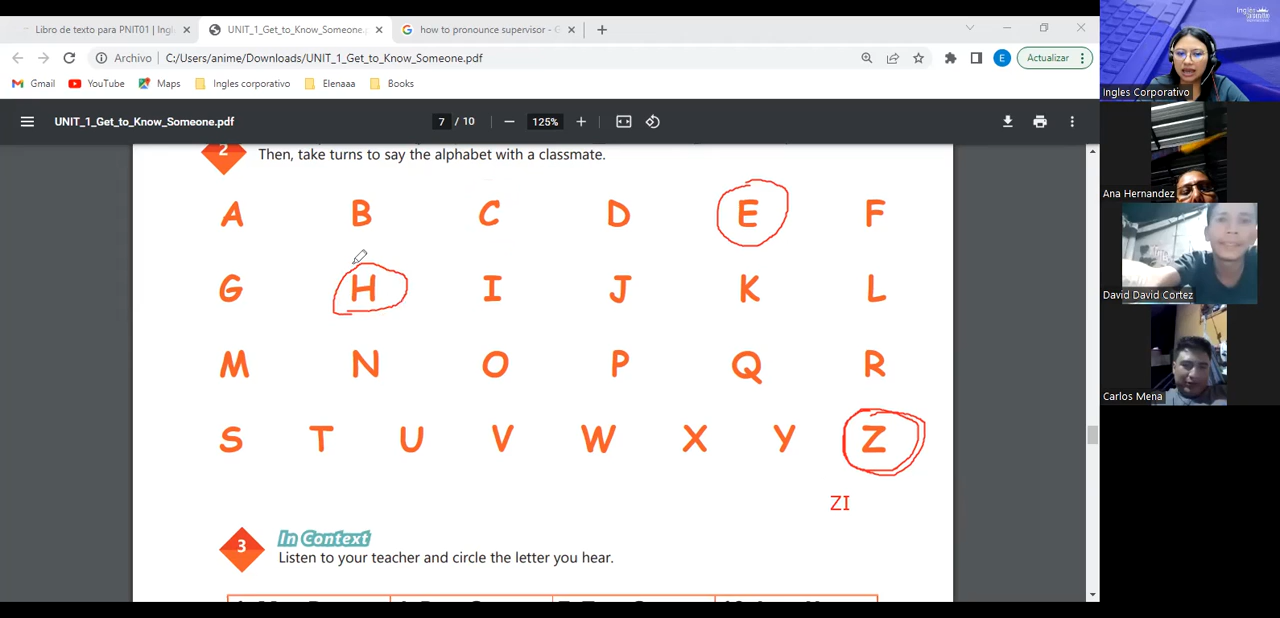 Libro de texto para PNIT01 | Ingl
UNIT_1_Get_to_Know_Someone.p
how to pronounce supervisor - G
Archivo C:/Users/anime/Downloads/UNIT_1_Get_to_Know_Someone.pdf
E
Actualizar
Gmail YouTube Maps Ingles corporativo Elenaaa Books
UNIT_1_Get_to_Know_Someone.pdf
7 / 10
125%
2
Then, take turns to say the alphabet with a classmate.
A B C D E F
G H I J K L
M N O P Q R
S T U V W X Y Z
ZI
3
In Context
Listen to your teacher and circle the letter you hear.
Ingles Corporativo
Ana Hernandez
David David Cortez
Carlos Mena